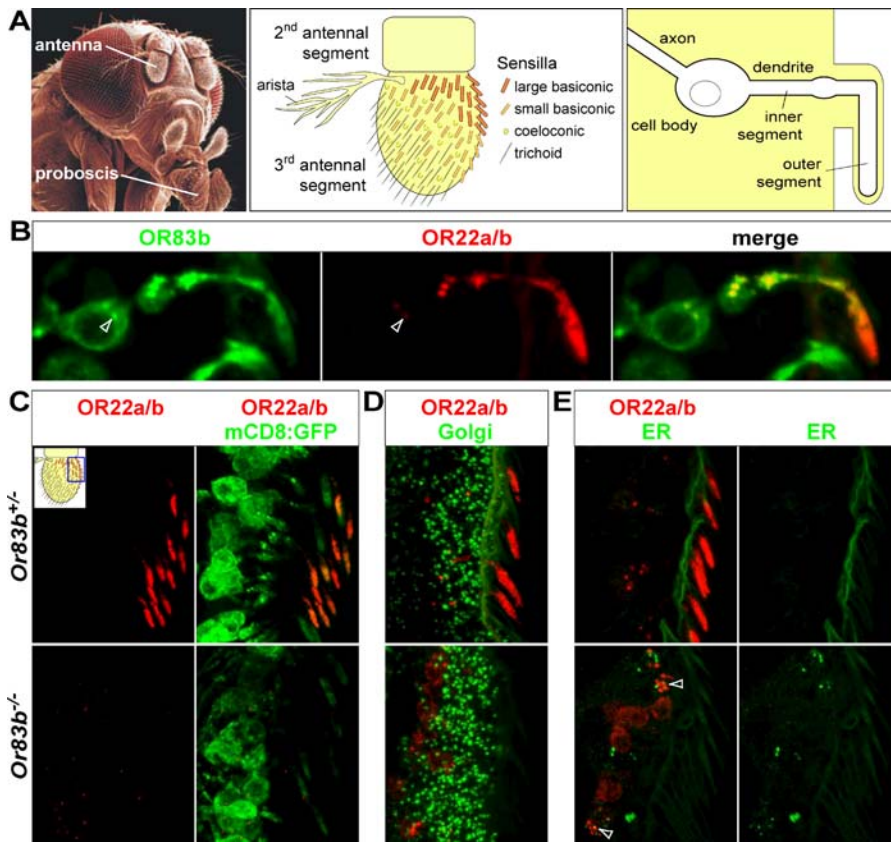 A
antenna
proboscis
2nd antennal
segment
arista
3rd antennal
segment
Sensilla
large basiconic
small basiconic
coeloconic
trichoid
axon
dendrite
cell body
inner
segment
outer
segment
B
OR83b
OR22a/b
merge
C
OR22a/b
OR22a/b
mCD8:GFP
D
OR22a/b
Golgi
E
OR22a/b
ER
ER
Or83b+/-
Or83b-/-